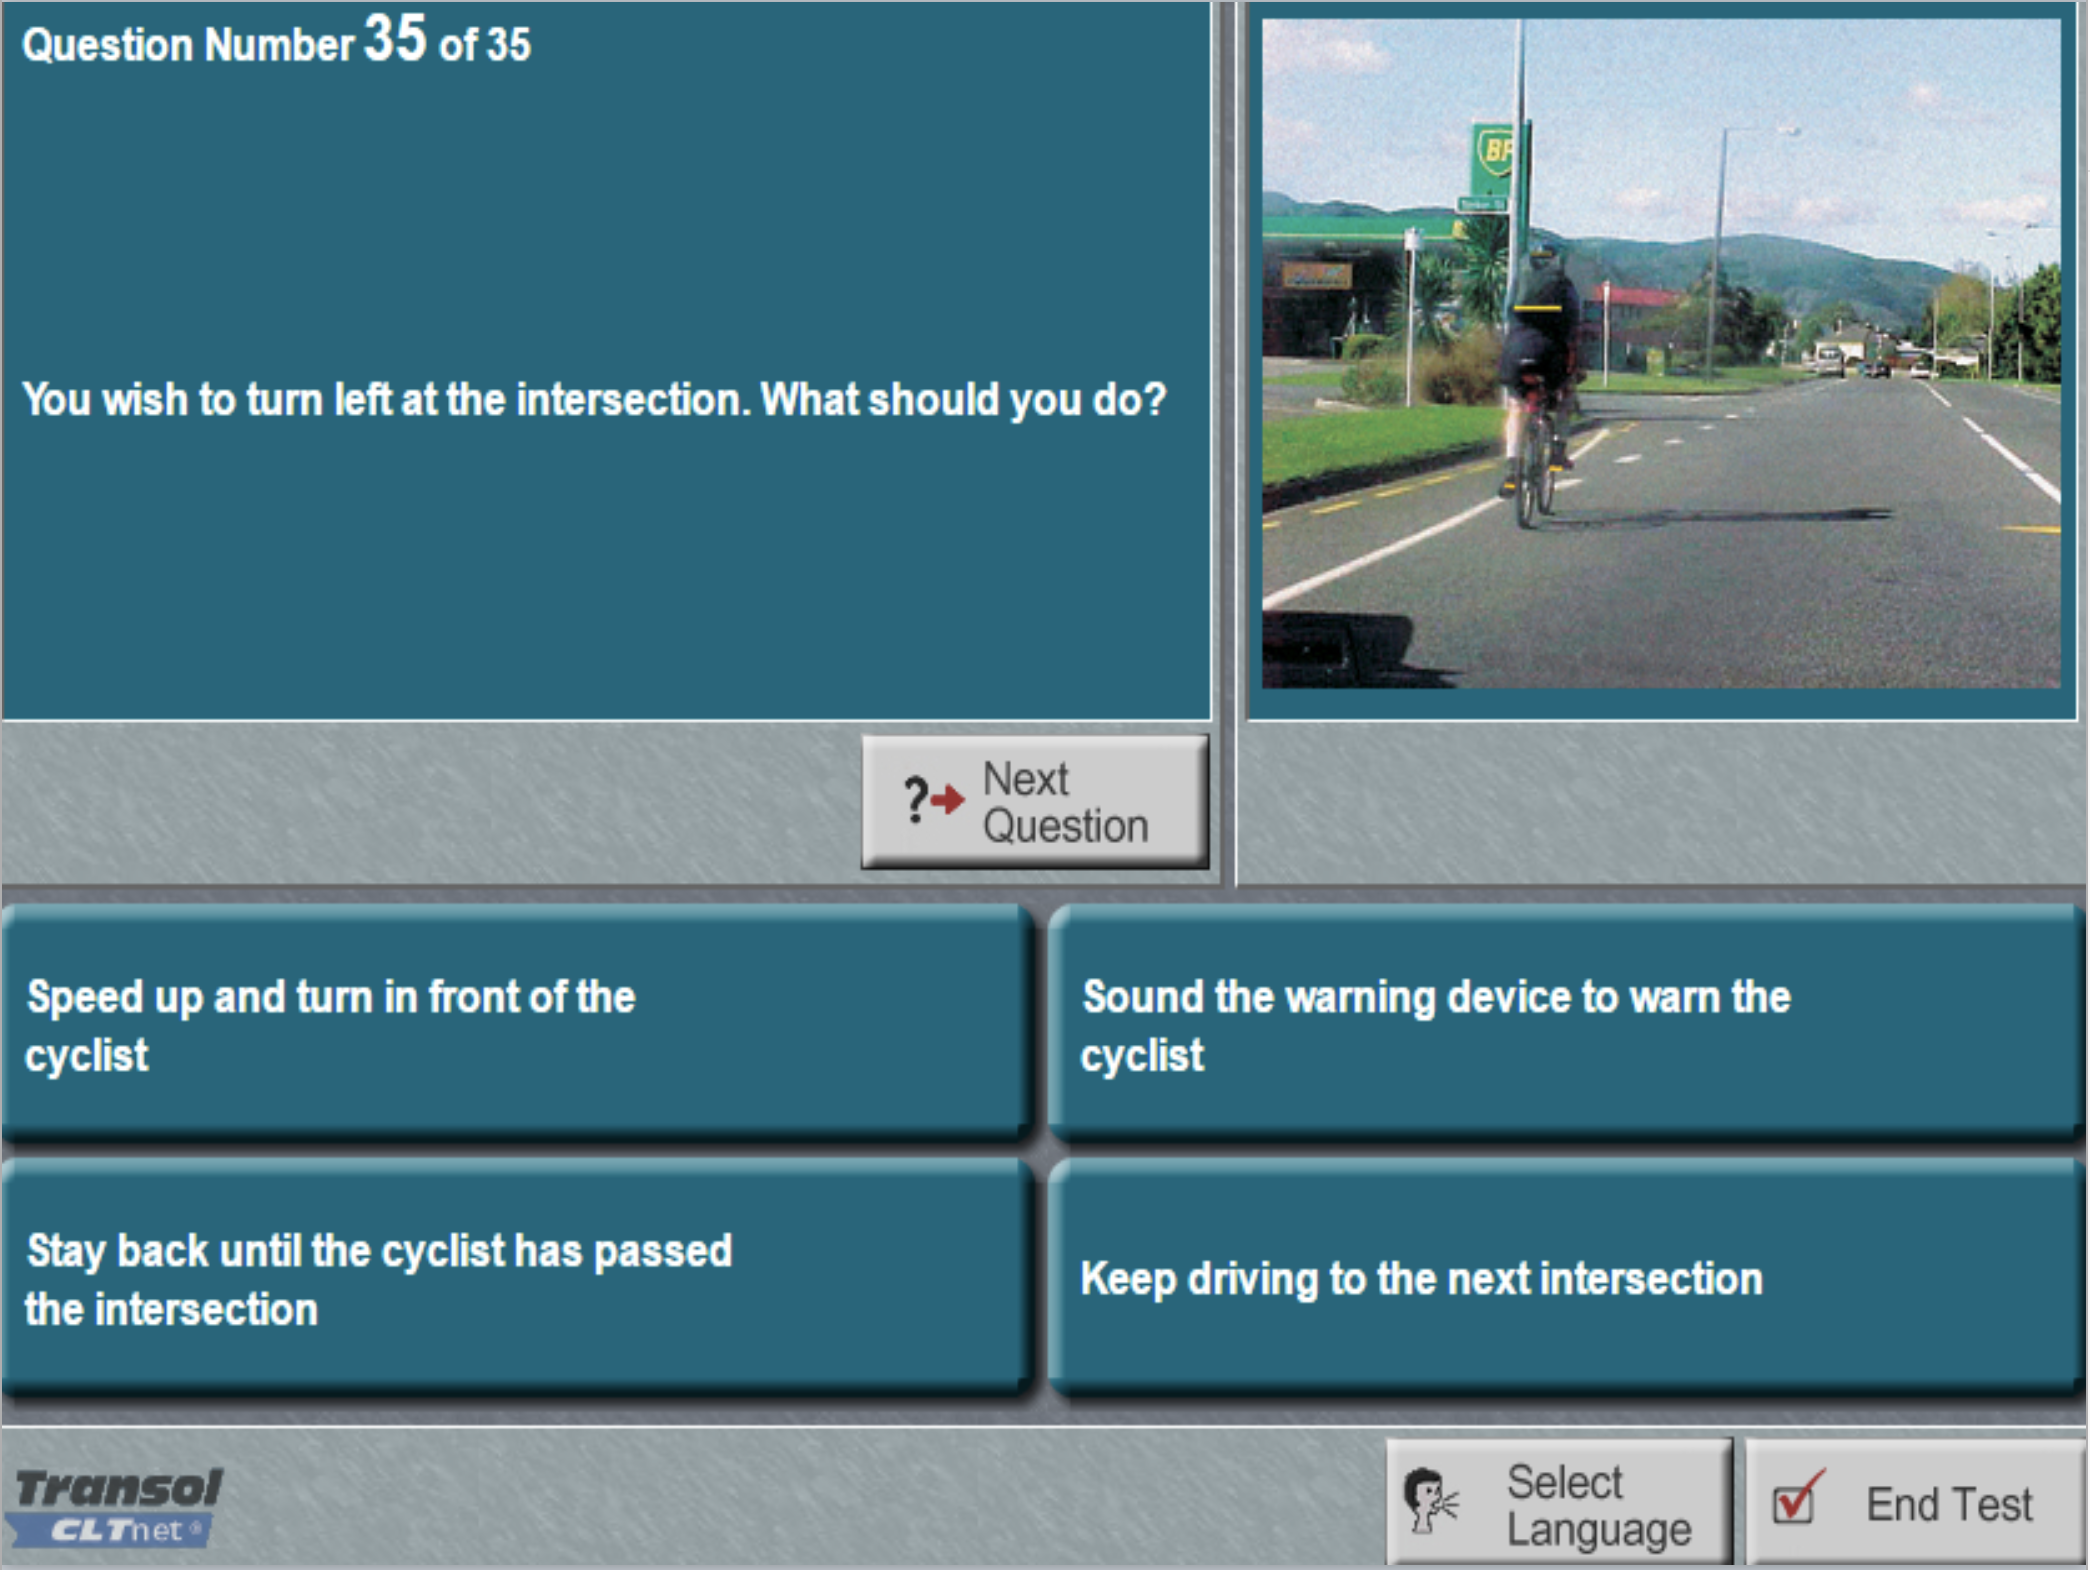 Question Number 35 of 35
You wish to turn left at the intersection. What should you do?
BP
Next
Question
Speed up and turn in front of the
cyclist
Sound the warning device to warn the
cyclist
Stay back until the cyclist has passed
the intersection
Keep driving to the next intersection
Transol
CLTnet®
Select
Language
End Test